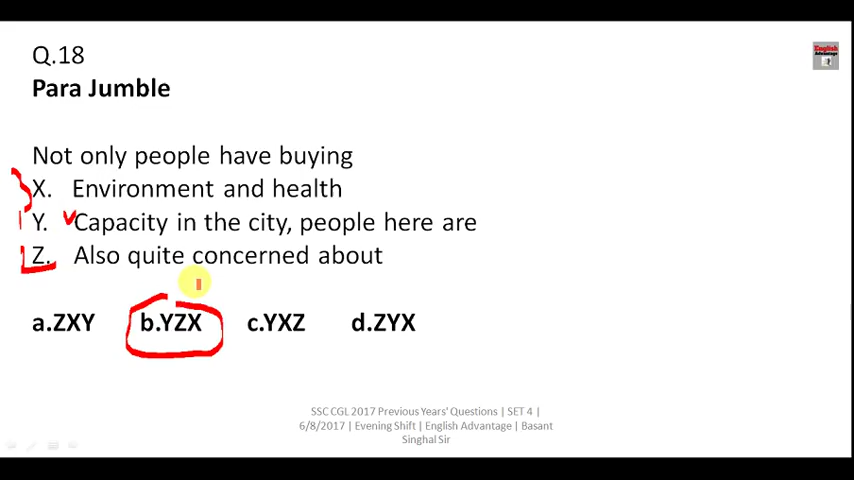 Q.18
English
Advantage
Para Jumble
Not only people have buying
X. Environment and health
Y. Capacity in the city, people here are
Z. Also quite concerned about
a.ZXY b.YZX c.YXZ d.ZYX
SSC CGL 2017 Previous Years' Questions | SET 4 |
6/8/2017 | Evening Shift | English Advantage | Basant
Singhal Sir